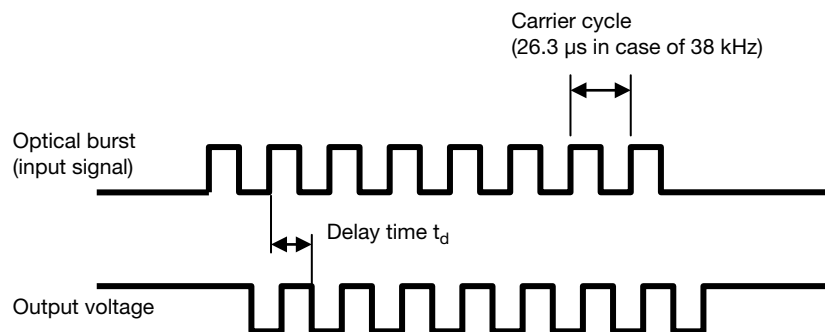 Carrier cycle
(26.3 µs in case of 38 kHz)
Optical burst
(input signal)
Delay time td
Output voltage